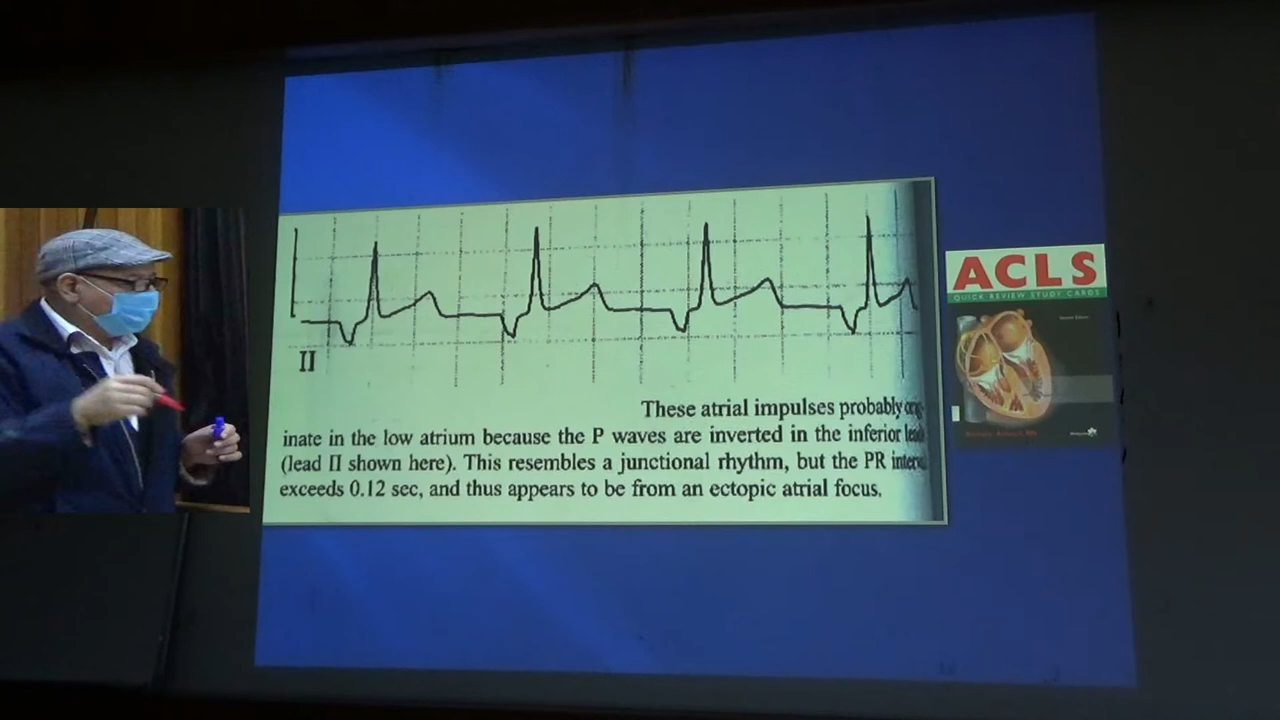 II
These atrial impulses probably
inate in the low atrium because the P waves are inverted in the inferior
(lead II shown here). This resembles a junctional rhythm, but the PR
exceeds 0.12 sec, and thus appears to be from an ectopic atrial focus.
ACLS
QUICK REVIEW STUDY CARDS